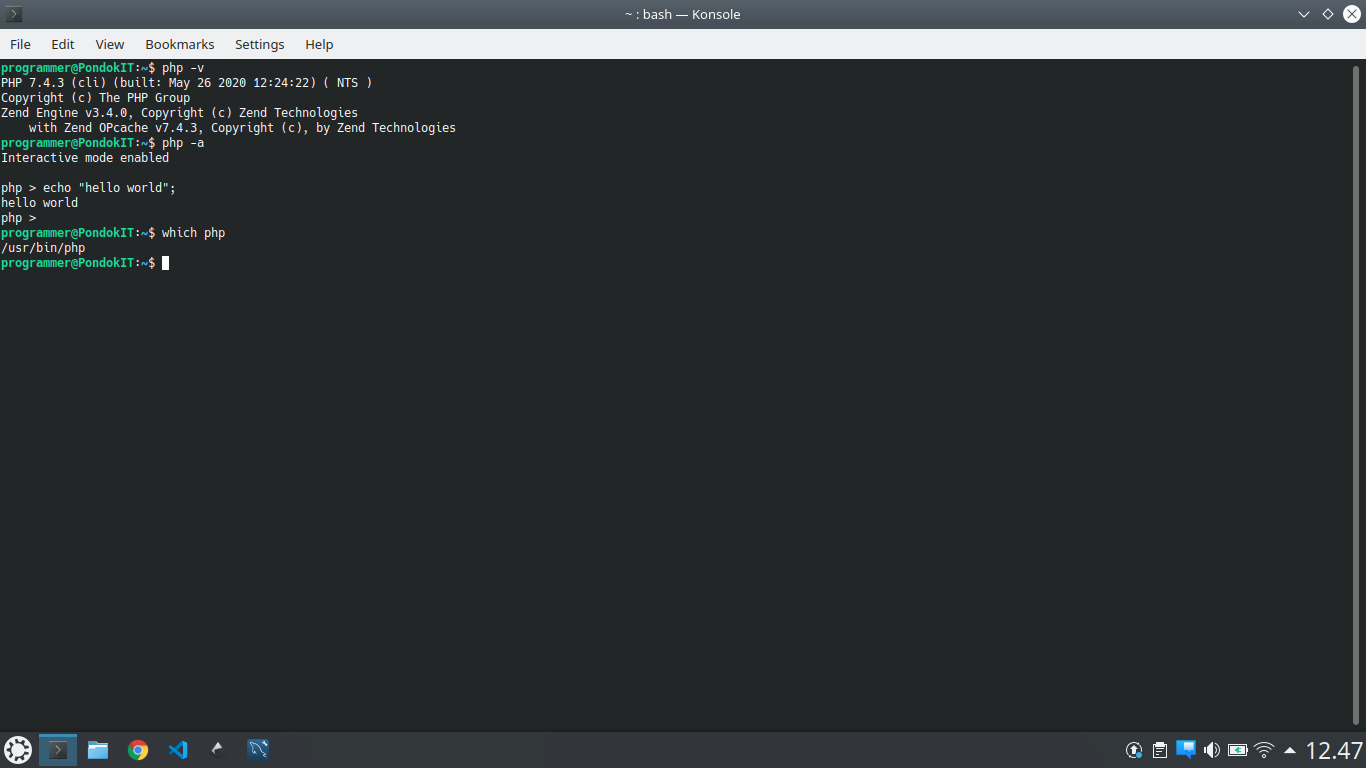 ~ : bash — Konsole
File Edit View Bookmarks Settings Help
programmer@PondokIT:~$ php -v
PHP 7.4.3 (cli) (built: May 26 2020 12:24:22) ( NTS )
Copyright (c) The PHP Group
Zend Engine v3.4.0, Copyright (c) Zend Technologies
    with Zend OPcache v7.4.3, Copyright (c), by Zend Technologies
programmer@PondokIT:~$ php -a
Interactive mode enabled
php > echo "hello world";
hello world
php >
programmer@PondokIT:~$ which php
/usr/bin/php
programmer@PondokIT:~$
12.47